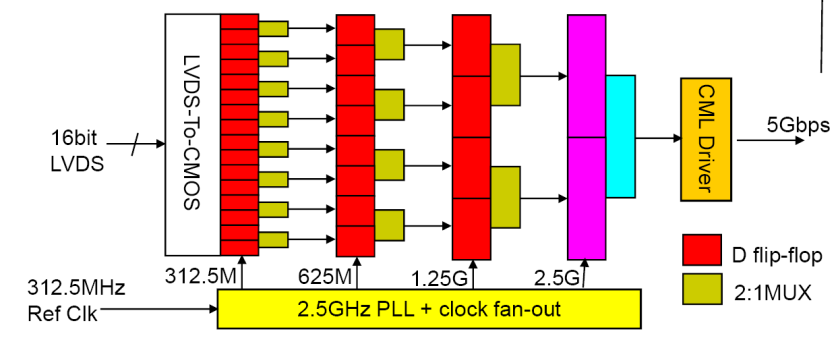 LVDS-To-CMOS
16bit
LVDS
CML Driver
5Gbps
D flip-flop
2:1MUX
312.5M
625M
1.25G
2.5G
312.5MHz
Ref Clk
2.5GHz PLL + clock fan-out